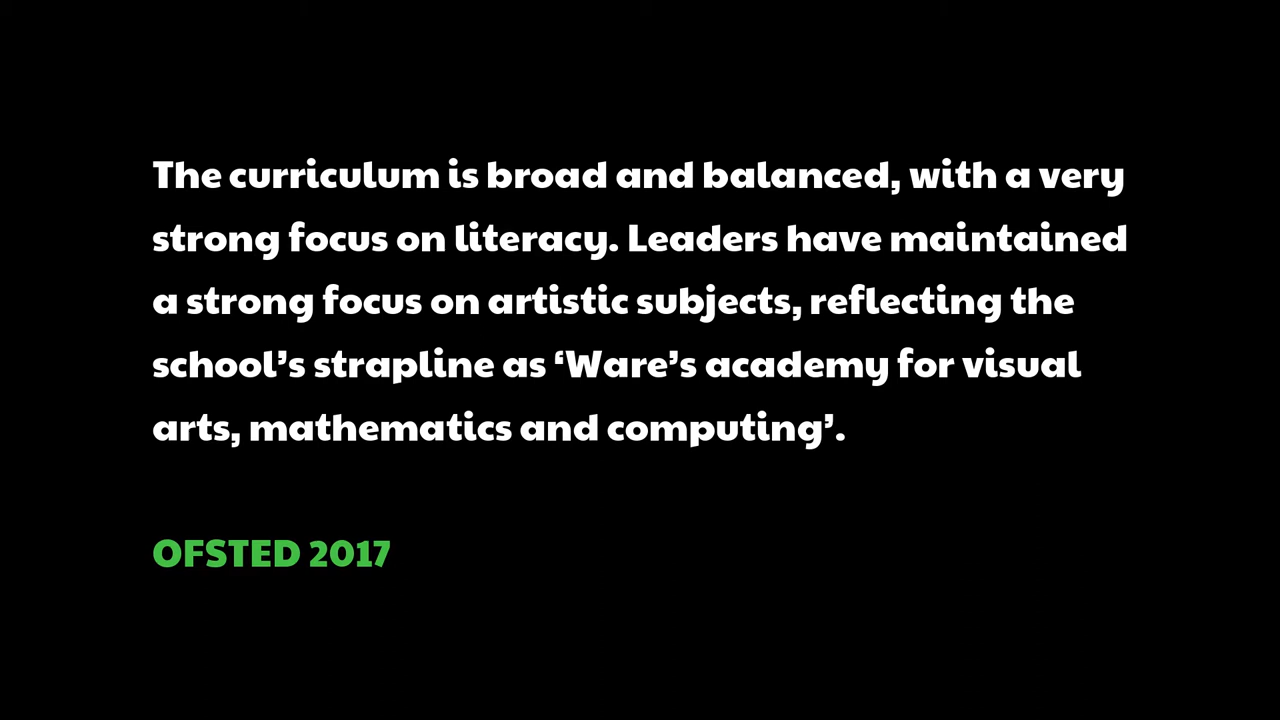 The curriculum is broad and balanced, with a very
strong focus on literacy. Leaders have maintained
a strong focus on artistic subjects, reflecting the
school’s strapline as ‘Ware’s academy for visual
arts, mathematics and computing’.
OFSTED 2017